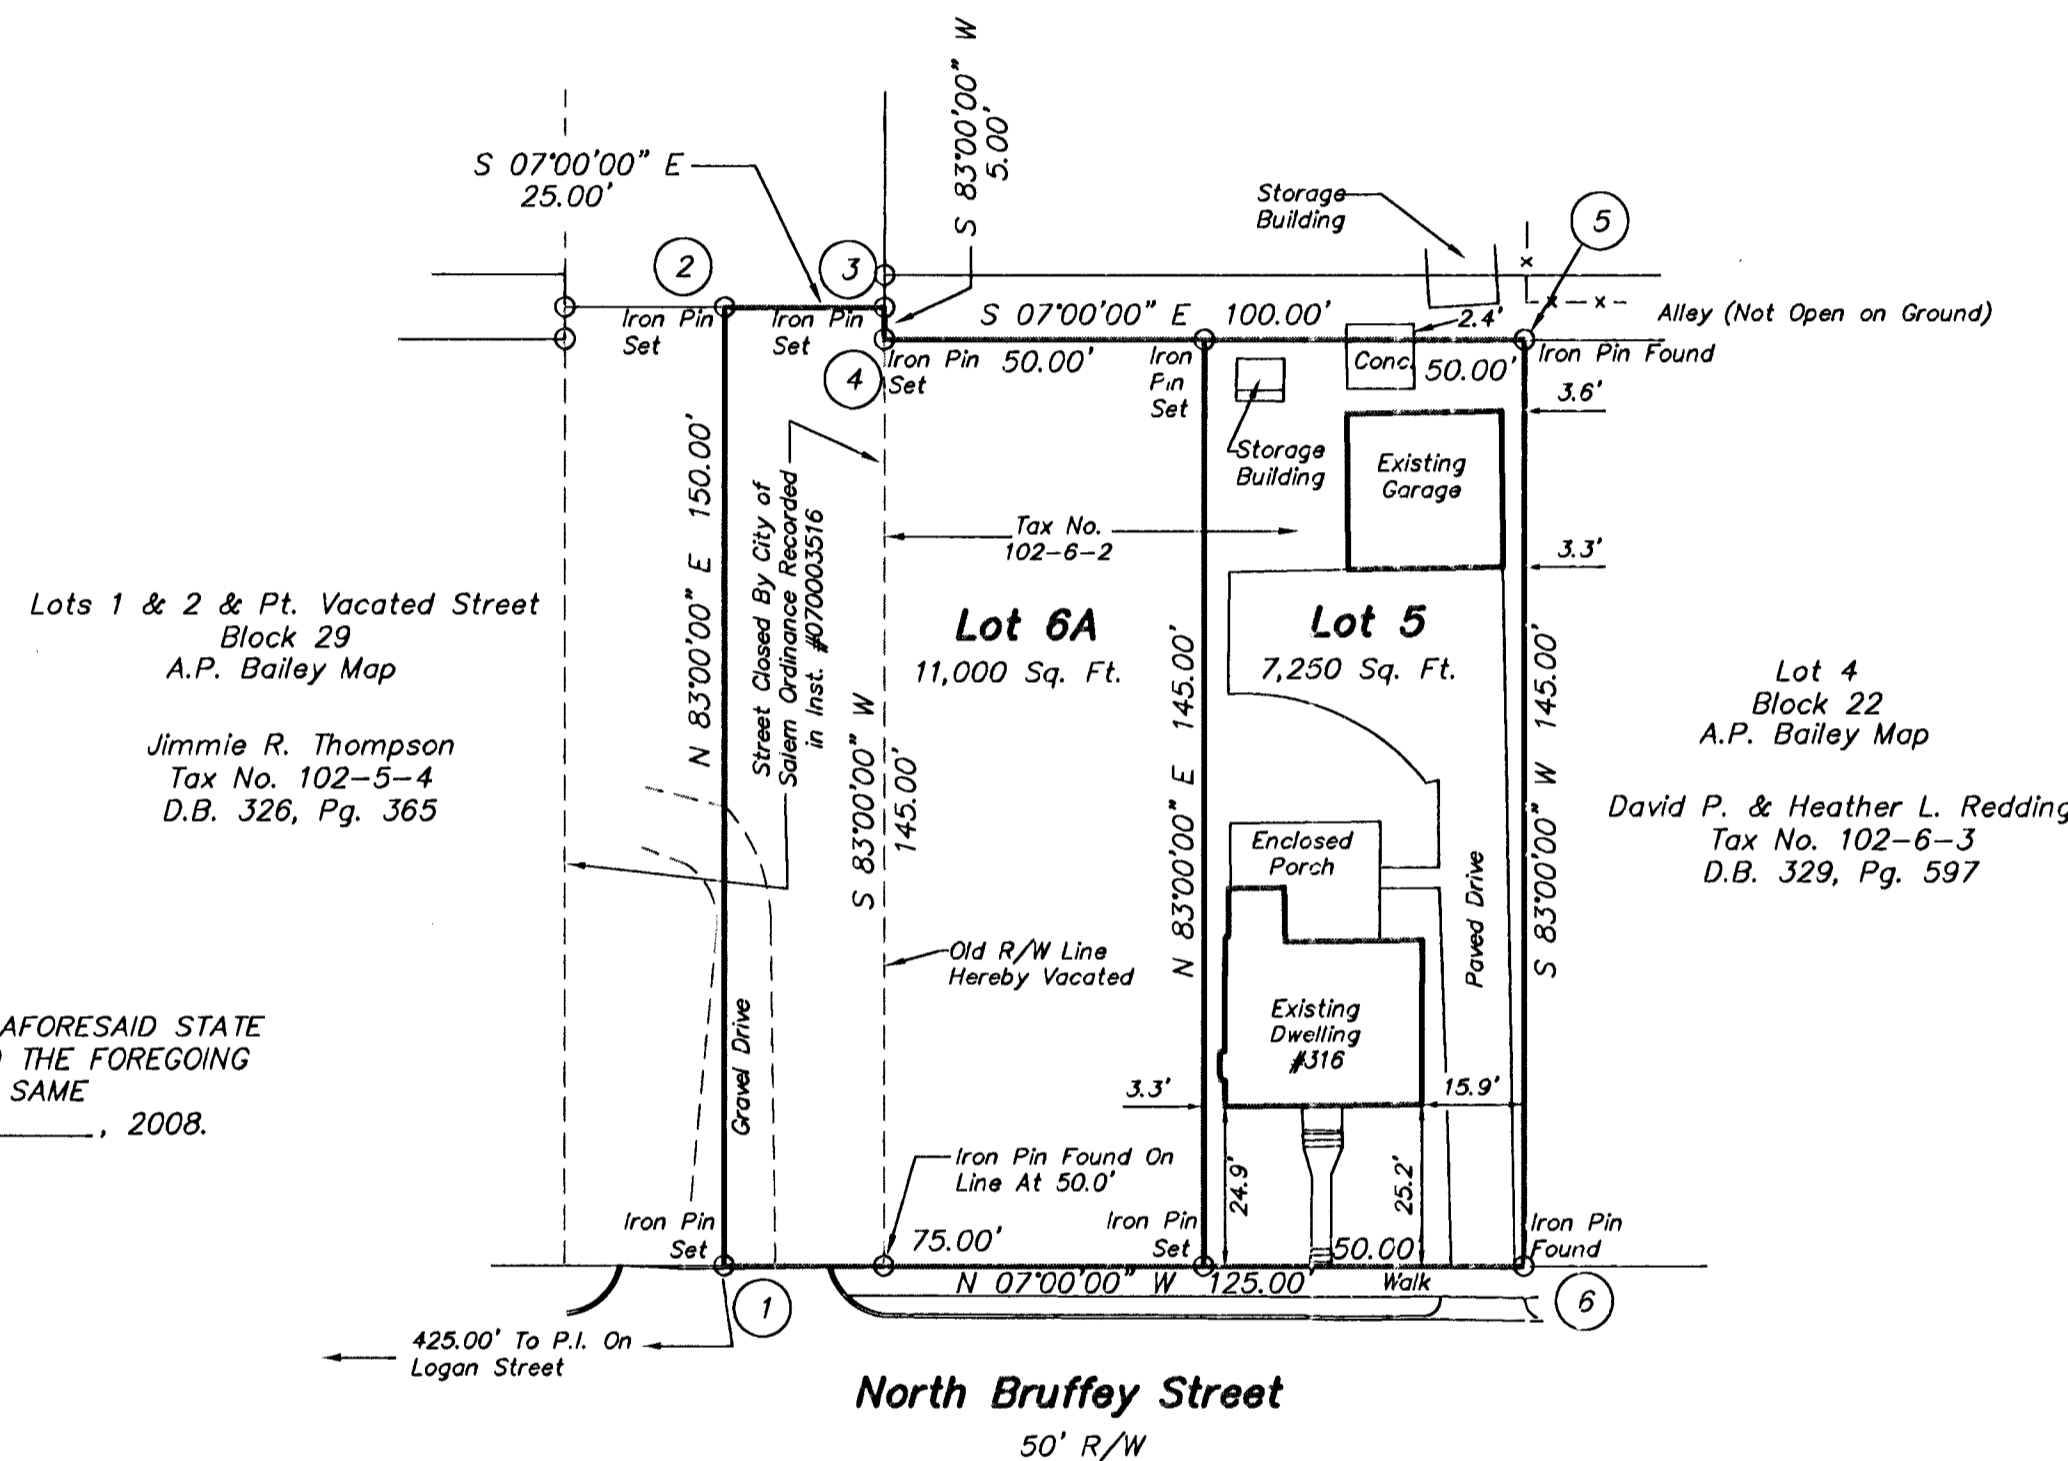 S 83°00'00" W
5.00'
S 07°00'00" E
25.00'
Storage
Building
5
2
3
S 07°00'00" E 100.00'
2.4'
Alley (Not Open on Ground)
Iron Pin
Set
Iron Pin
Set
4
Iron Pin
Set
50.00'
Iron
Pin
Set
Conc.
50.00'
Iron Pin Found
3.6'
Storage
Building
Existing
Garage
3.3'
Tax No.
102-6-2
N 83°00'00" E 150.00'
Street Closed By City of
Salem Ordinance Recorded
in Inst. #070003516
Lots 1 & 2 & Pt. Vacated Street
Block 29
A.P. Bailey Map
Jimmie R. Thompson
Tax No. 102-5-4
D.B. 326, Pg. 365
Lot 6A
11,000 Sq. Ft.
Lot 5
7,250 Sq. Ft.
S 83°00'00" W
145.00'
N 83°00'00" E 145.00'
S 83°00'00" W 145.00'
Lot 4
Block 22
A.P. Bailey Map
David P. & Heather L. Redding
Tax No. 102-6-3
D.B. 329, Pg. 597
Enclosed
Porch
Paved Drive
Old R/W Line
Hereby Vacated
Existing
Dwelling
#316
Gravel Drive
AFORESAID STATE
THE FOREGOING
SAME
, 2008.
3.3'
15.9'
24.9'
25.2'
Iron Pin Found On
Line At 50.0'
Iron Pin
Set
75.00'
Iron Pin
Set
50.00'
Iron Pin
Found
N 07°00'00" W 125.00'
Walk
1
6
425.00' To P.I. On
Logan Street
North Bruffey Street
50' R/W